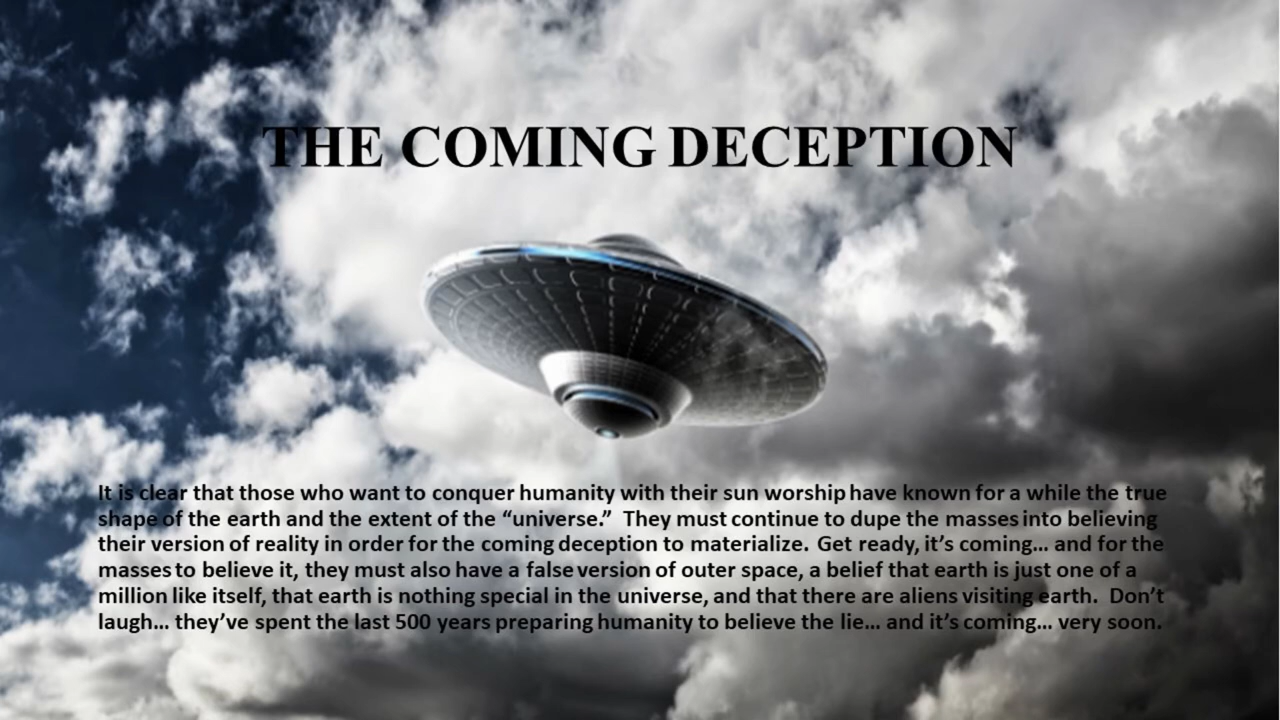 THE COMING DECEPTION
It is clear that those who want to conquer humanity with their sun worship have known for a while the true
shape of the earth and the extent of the “universe.”  They must continue to dupe the masses into believing
their version of reality in order for the coming deception to materialize.  Get ready, it’s coming… and for the
masses to believe it, they must also have a false version of outer space, a belief that earth is just one of a
million like itself, that earth is nothing special in the universe, and that there are aliens visiting earth.  Don’t
laugh… they’ve spent the last 500 years preparing humanity to believe the lie… and it’s coming… very soon.